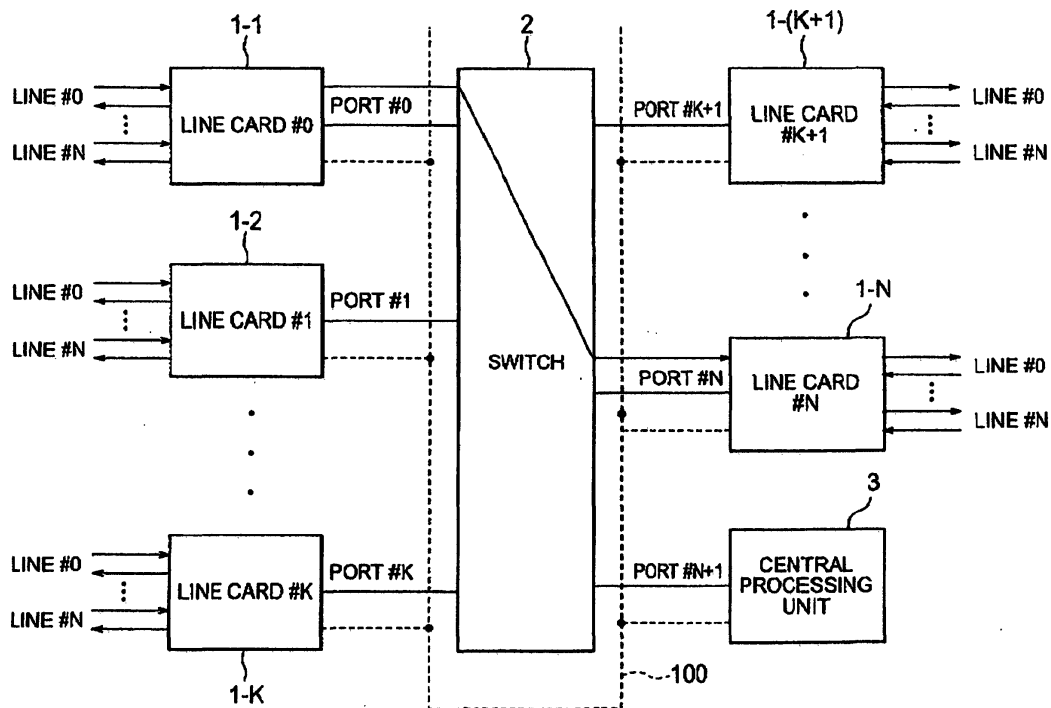 1-1
LINE #0
LINE #N
LINE CARD #0
PORT #0
1-2
LINE #0
LINE #N
LINE CARD #1
PORT #1
LINE #0
LINE #N
LINE CARD #K
PORT #K
1-K
2
SWITCH
1-(K+1)
PORT #K+1
LINE CARD
#K+1
LINE #0
LINE #N
1-N
PORT #N
LINE CARD
#N
LINE #0
LINE #N
3
PORT #N+1
CENTRAL
PROCESSING
UNIT
100